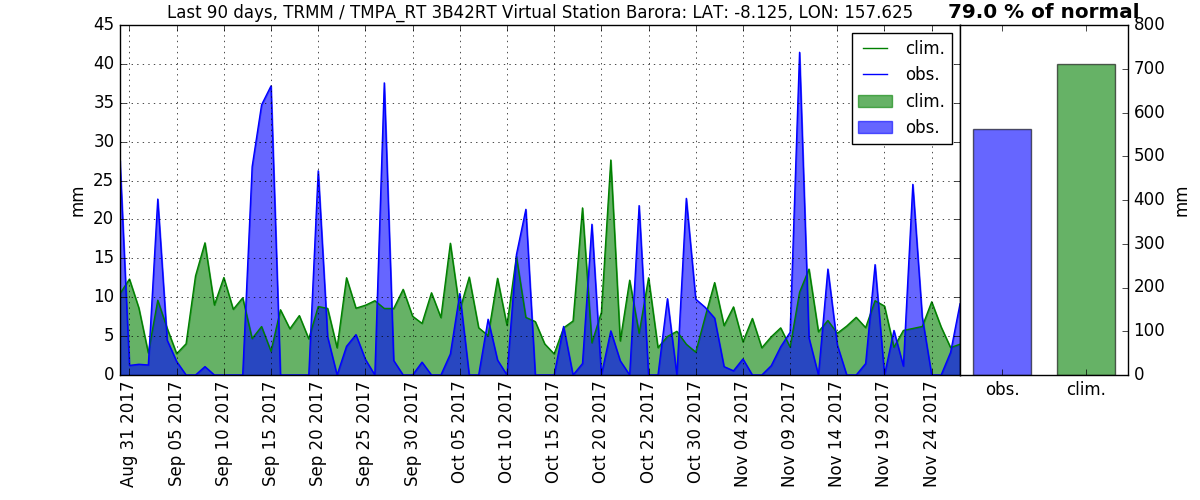 Last 90 days, TRMM / TMPA_RT 3B42RT Virtual Station Barora: LAT: -8.125, LON: 157.625
79.0 % of normal
45
40
35
30
25
20
15
10
5
0
mm
clim.
obs.
clim.
obs.
Aug 31 2017
Sep 05 2017
Sep 10 2017
Sep 15 2017
Sep 20 2017
Sep 25 2017
Sep 30 2017
Oct 05 2017
Oct 10 2017
Oct 15 2017
Oct 20 2017
Oct 25 2017
Oct 30 2017
Nov 04 2017
Nov 09 2017
Nov 14 2017
Nov 19 2017
Nov 24 2017
800
700
600
500
400
300
200
100
0
mm
obs.
clim.